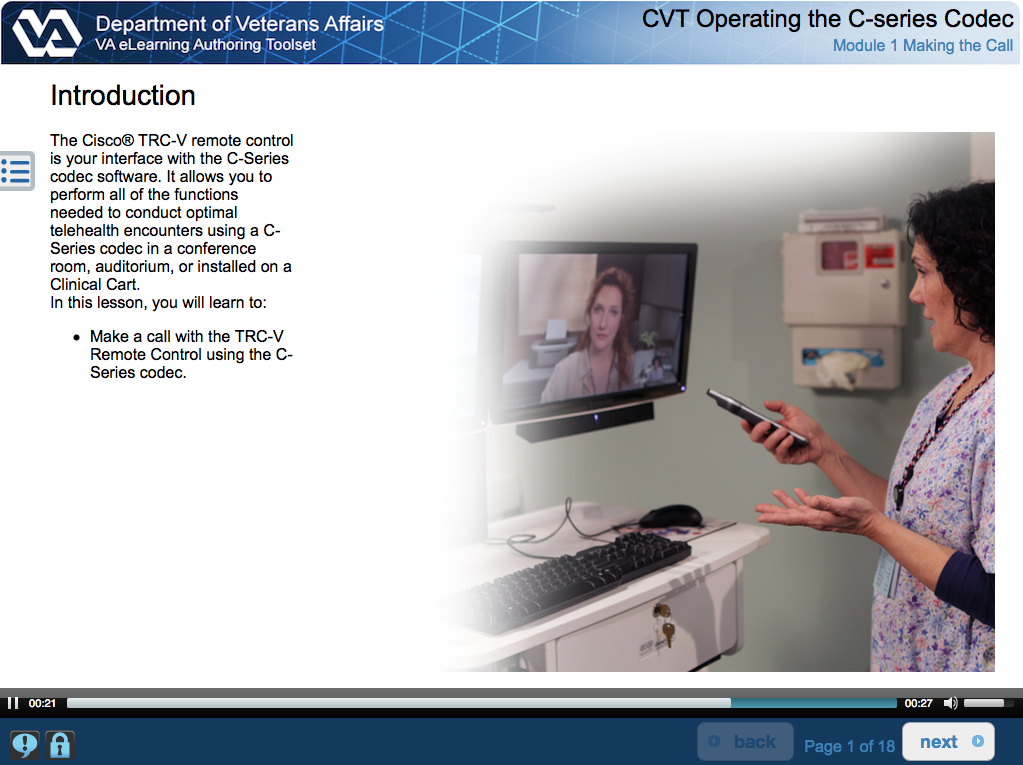 VA
Department of Veterans Affairs
VA eLearning Authoring Toolset
CVT Operating the C-series Codec
Module 1 Making the Call
Introduction
The Cisco® TRC-V remote control
is your interface with the C-Series
codec software. It allows you to
perform all of the functions
needed to conduct optimal
telehealth encounters using a C-
Series codec in a conference
room, auditorium, or installed on a
Clinical Cart.
In this lesson, you will learn to:
• Make a call with the TRC-V
Remote Control using the C-
Series codec.
00:21
00:27
back
Page 1 of 18
next